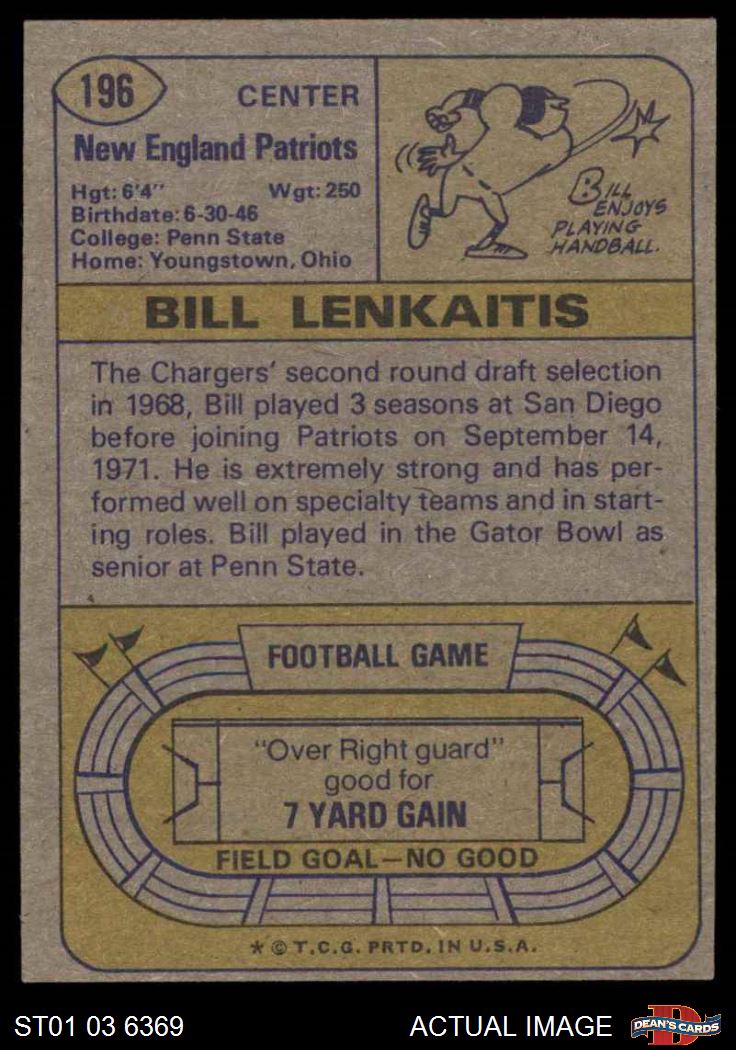 196
CENTER
New England Patriots
Hgt: 6'4" Wgt: 250
Birthdate: 6-30-46
College: Penn State
Home: Youngstown, Ohio
BILL
ENJOYS
PLAYING
HANDBALL.
BILL LENKAITIS
The Chargers' second round draft selection
in 1968, Bill played 3 seasons at San Diego
before joining Patriots on September 14,
1971. He is extremely strong and has per-
formed well on specialty teams and in start-
ing roles. Bill played in the Gator Bowl as
senior at Penn State.
FOOTBALL GAME
"Over Right guard"
good for
7 YARD GAIN
FIELD GOAL—NO GOOD
* © T.C.G. PRTD. IN U.S.A.
ST01 03 6369
ACTUAL IMAGE
DEAN'S CARDS